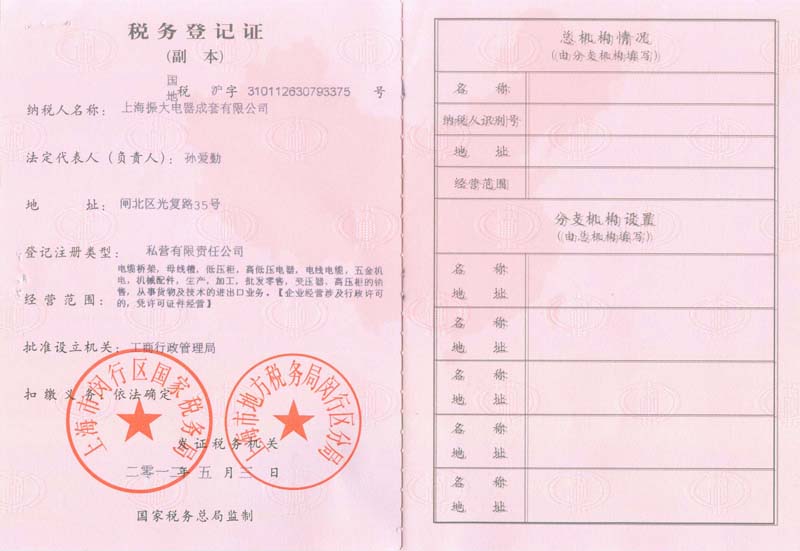 税务登记证
(副 本)
国
地 税 沪字 310112630793375 号
纳税人名称: 上海振大电器成套有限公司
法定代表人(负责人): 孙爱勤
地 址: 闸北区光复路35号
登记注册类型: 私营有限责任公司
电缆桥架, 母线槽, 低压柜, 高低压电器, 电线电缆, 五金机
电, 机械配件, 生产, 加工, 批发零售, 变压器, 高压柜的销
经营范围: 售, 从事货物及技术的进出口业务。【企业经营涉及行政许可
的, 凭许可证件经营】
批准设立机关: 工商行政管理局
扣缴义务: 依法确定
上海市闵行区国家税务局
上海市地方税务局闵行区分局
发证税务机关
二零一二年 五 月 三 日
国家税务总局监制
总机构情况
(由分支机构填写)
名 称
纳税人识别号
地 址
经营范围
分支机构设置
(由总机构填写)
名 称
地 址
名 称
地 址
名 称
地 址
名 称
地 址
名 称
地 址